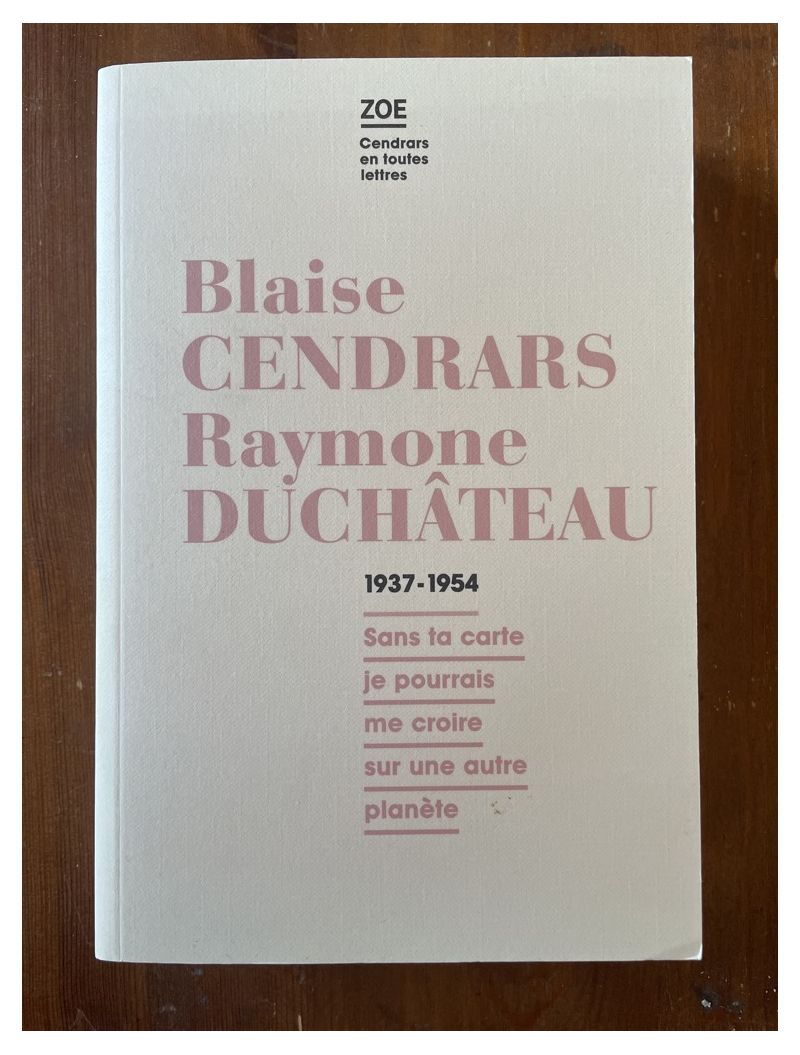 ZOE
Cendrars
en toutes
lettres
Blaise
CENDRARS
Raymone
DUCHÂTEAU
1937-1954
Sans ta carte
je pourrais
me croire
sur une autre
planète